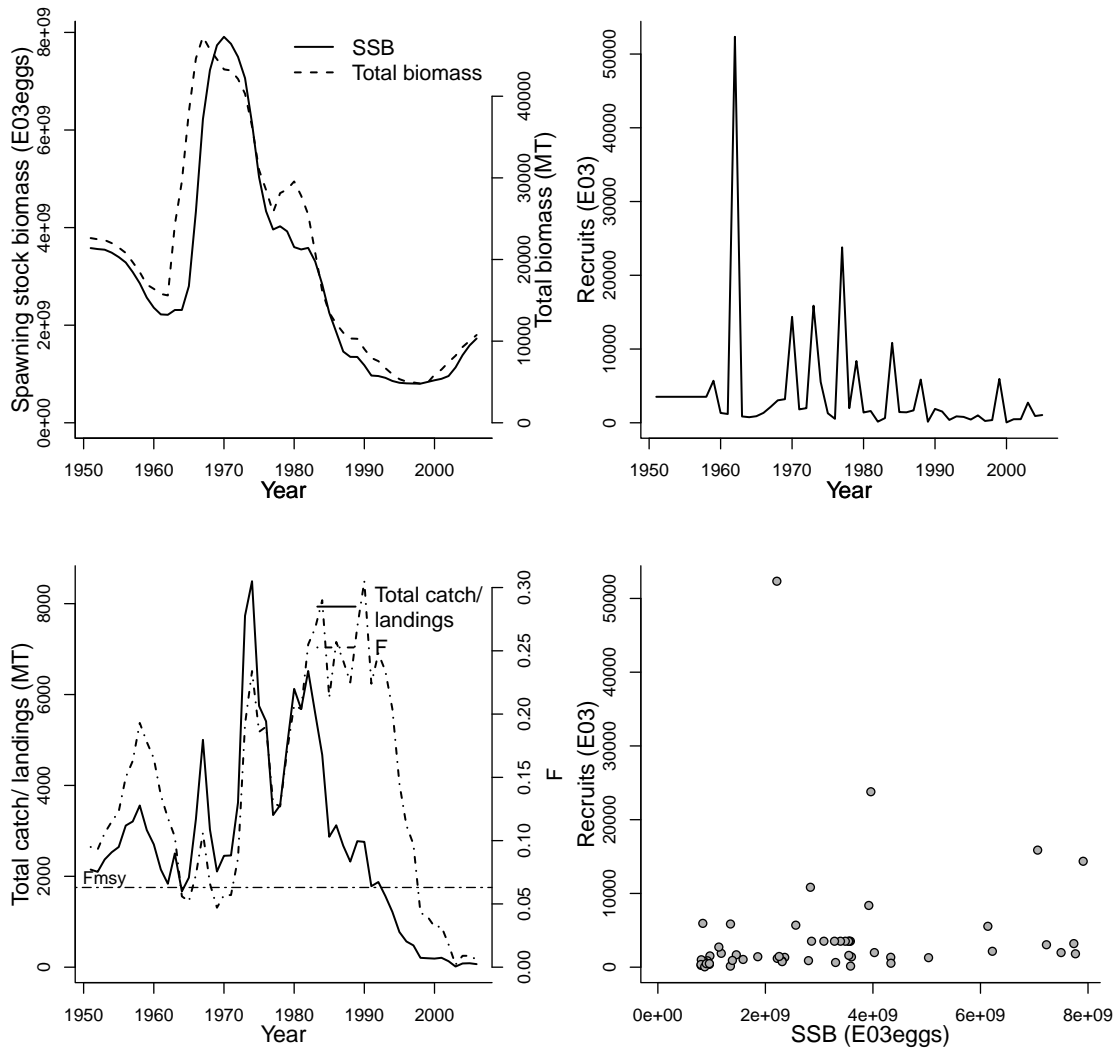 Spawning stock biomass (E03eggs)
0e+00
2e+09
4e+09
6e+09
8e+09
SSB
Total biomass
Total biomass (MT)
0
10000
20000
30000
40000
1950
1960
1970
1980
1990
2000
Year
Recruits (E03)
0
10000
20000
30000
40000
50000
1950
1960
1970
1980
1990
2000
Year
Total catch/ landings (MT)
0
2000
4000
6000
8000
Fmsy
Total catch/
landings
F
F
0.00
0.05
0.10
0.15
0.20
0.25
0.30
1950
1960
1970
1980
1990
2000
Year
Recruits (E03)
0
10000
20000
30000
40000
50000
0e+00
2e+09
4e+09
6e+09
8e+09
SSB (E03eggs)